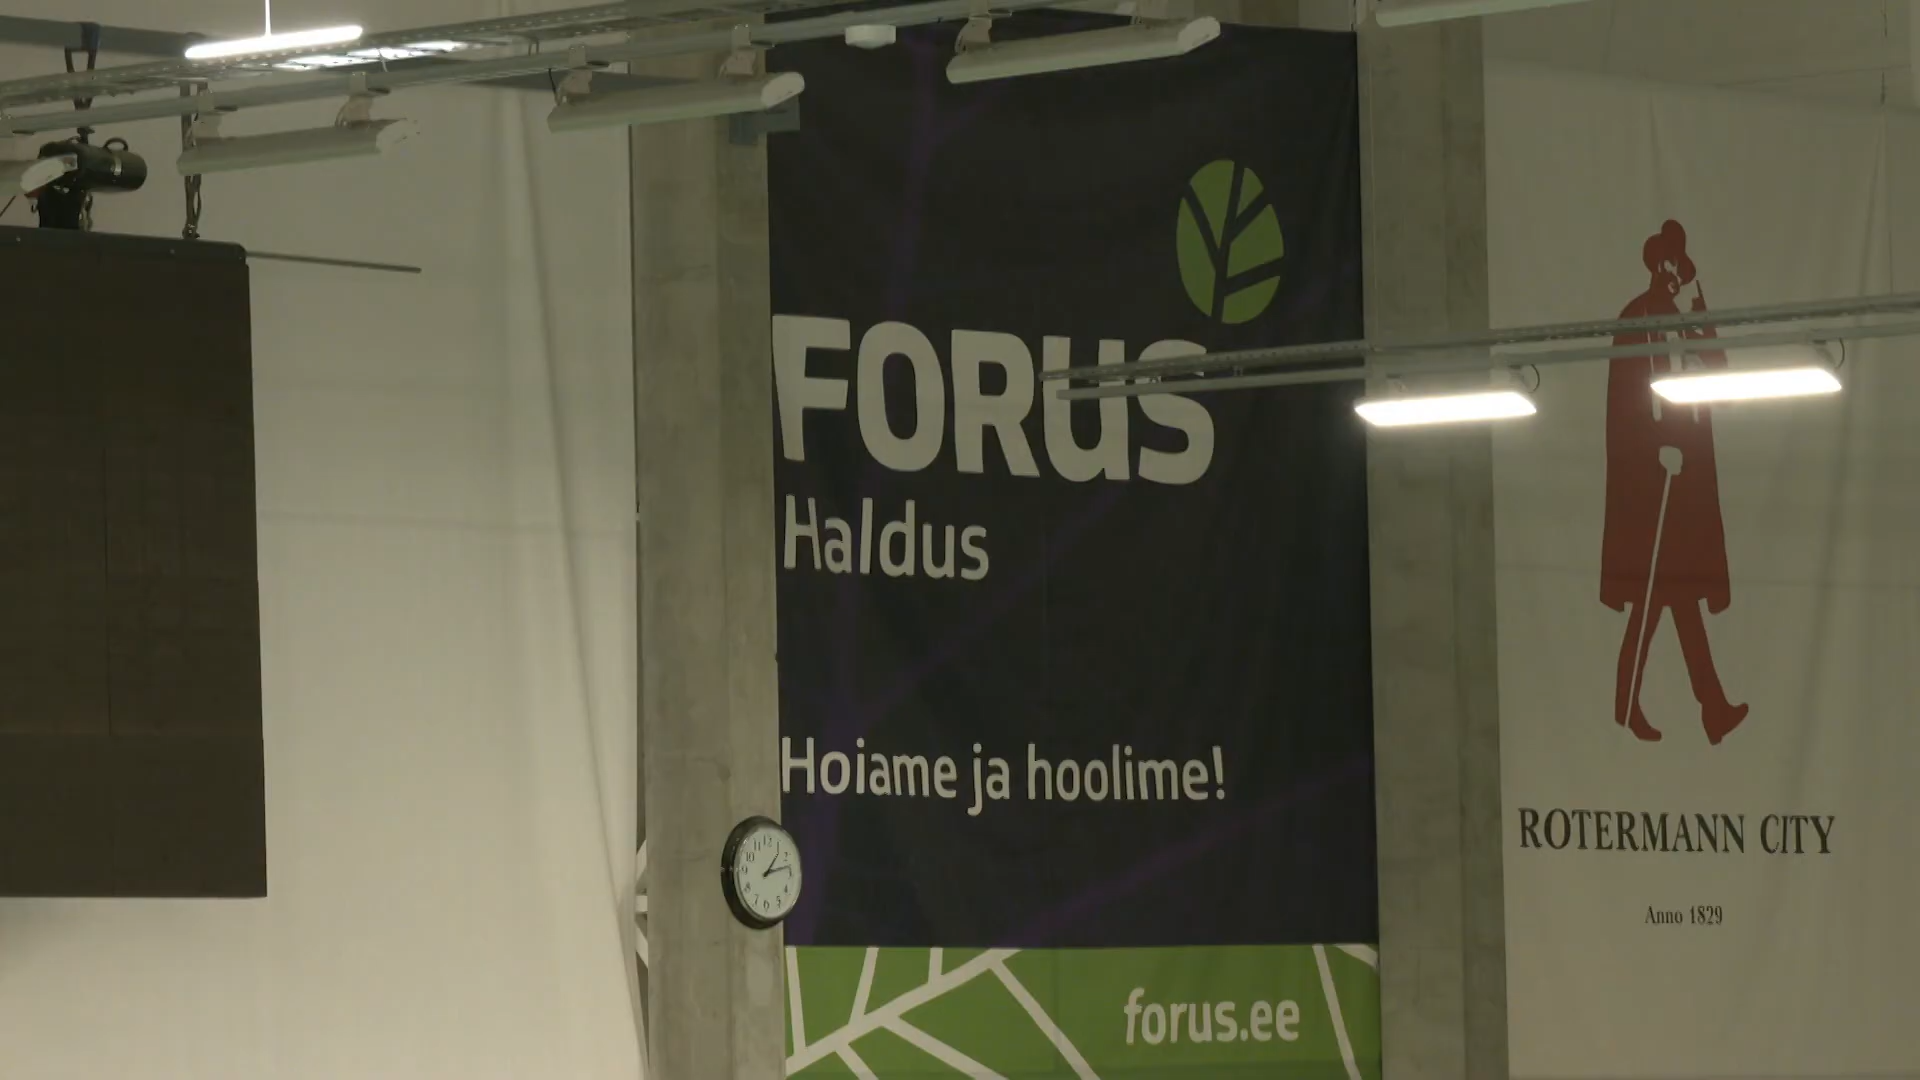 FORUS
Haldus
Hoiame ja hoolime!
forus.ee
ROTERMANN CITY
Anno 1829